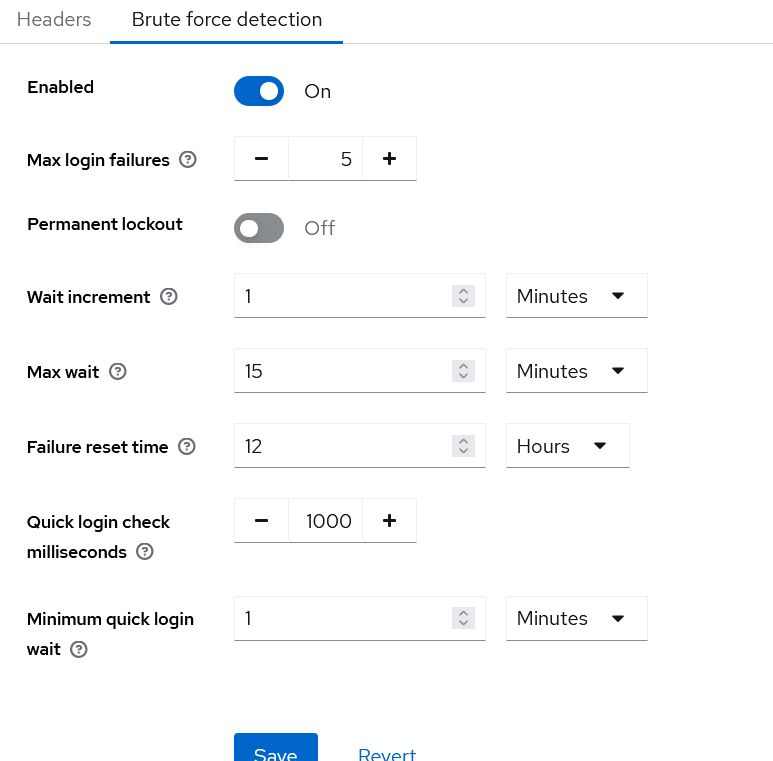 Headers Brute force detection
Enabled On
Max login failures 5
Permanent lockout Off
Wait increment 1 Minutes
Max wait 15 Minutes
Failure reset time 12 Hours
Quick login check 1000
milliseconds
Minimum quick login 1 Minutes
wait
Save Revert